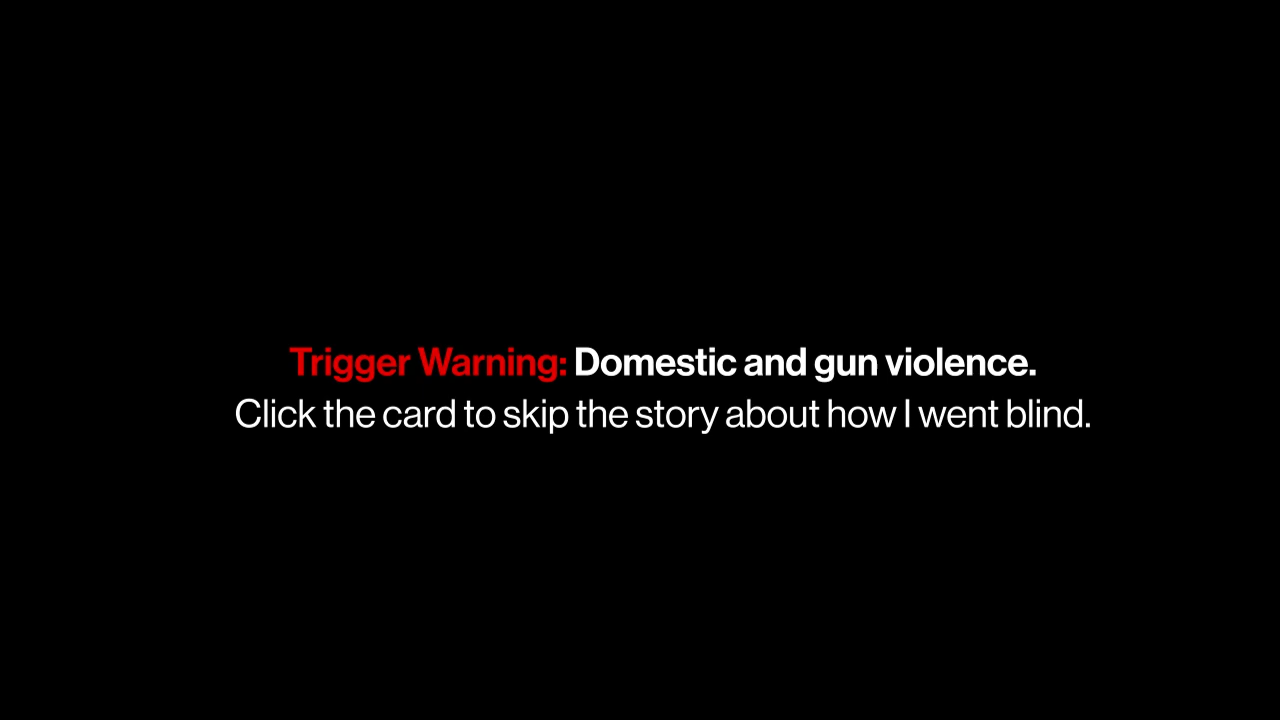 Trigger Warning: Domestic and gun violence.
Click the card to skip the story about how I went blind.